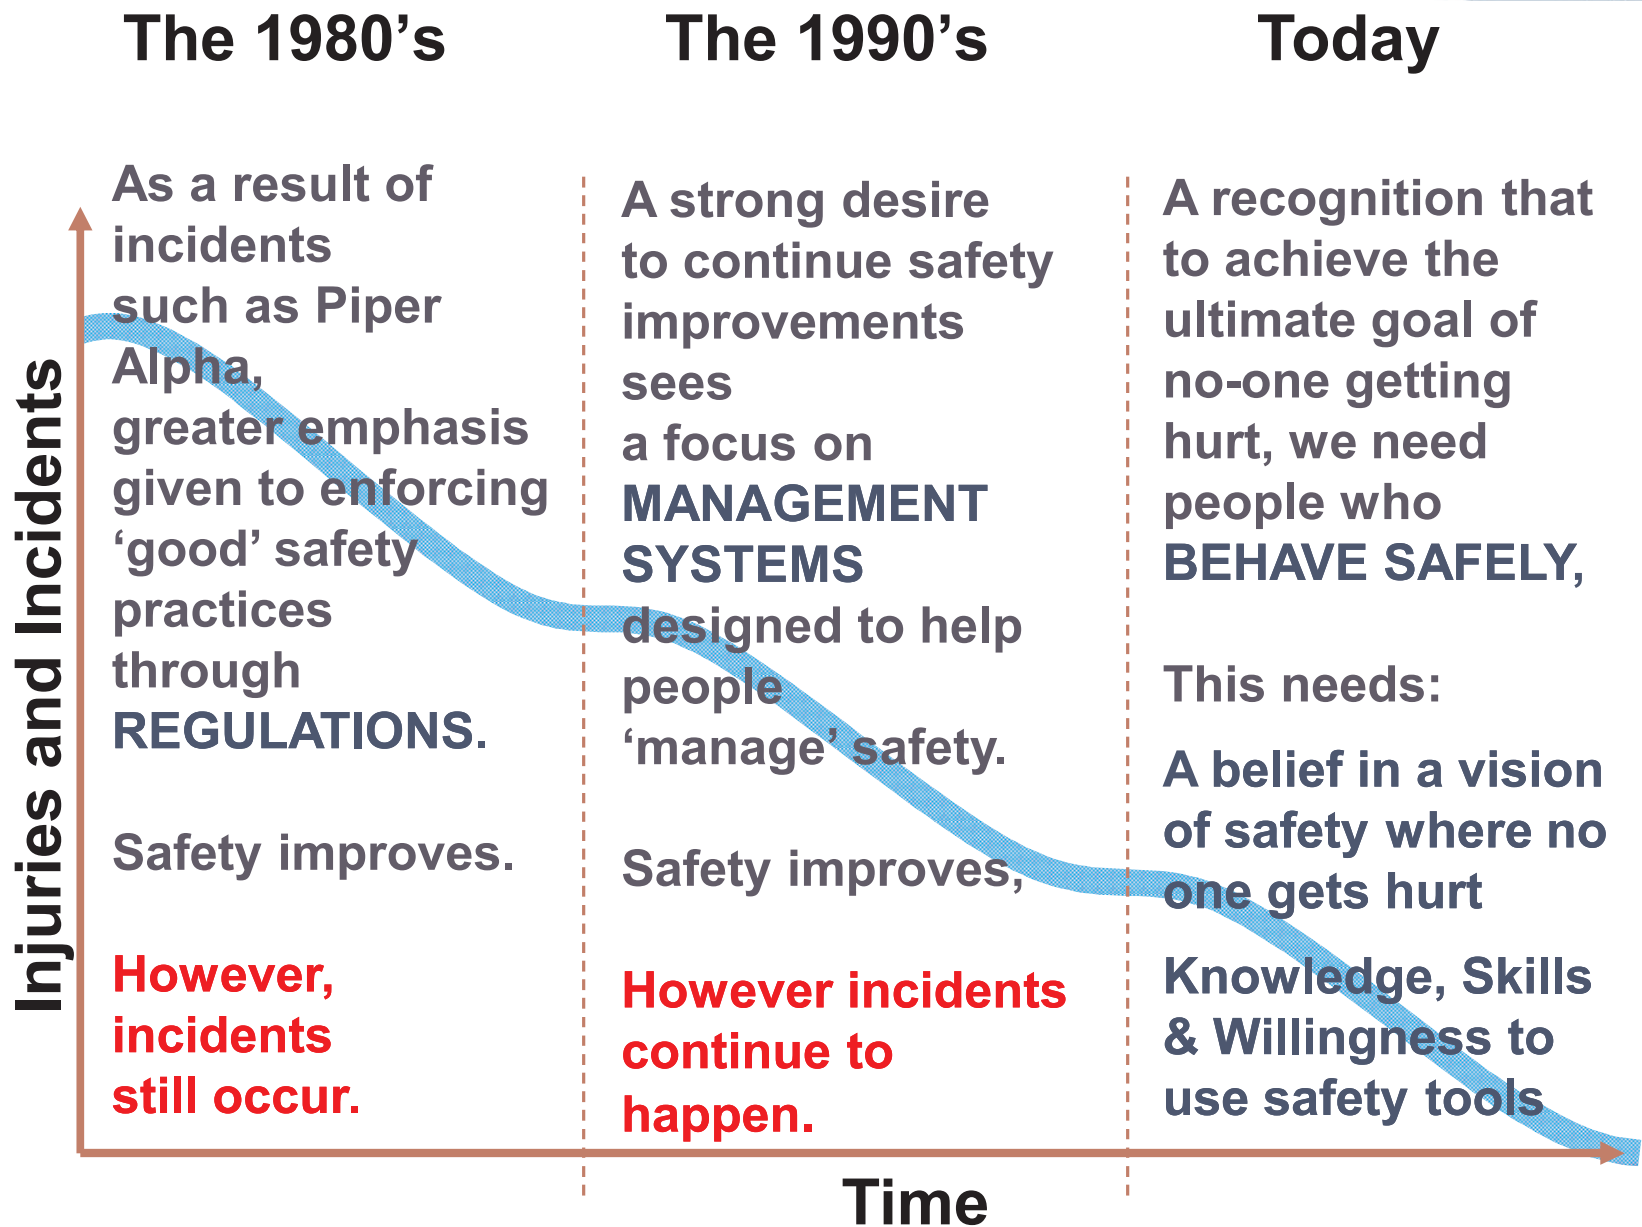 The 1980’s
The 1990’s
Today
Injuries and Incidents
As a result of
incidents
such as Piper
Alpha,
greater emphasis
given to enforcing
‘good’ safety
practices
through
REGULATIONS.
Safety improves.
However,
incidents
still occur.
A strong desire
to continue safety
improvements
sees
a focus on
MANAGEMENT
SYSTEMS
designed to help
people
‘manage’ safety.
Safety improves,
However incidents
continue to
happen.
A recognition that
to achieve the
ultimate goal of
no-one getting
hurt, we need
people who
BEHAVE SAFELY,
This needs:
A belief in a vision
of safety where no
one gets hurt
Knowledge, Skills
& Willingness to
use safety tools
Time